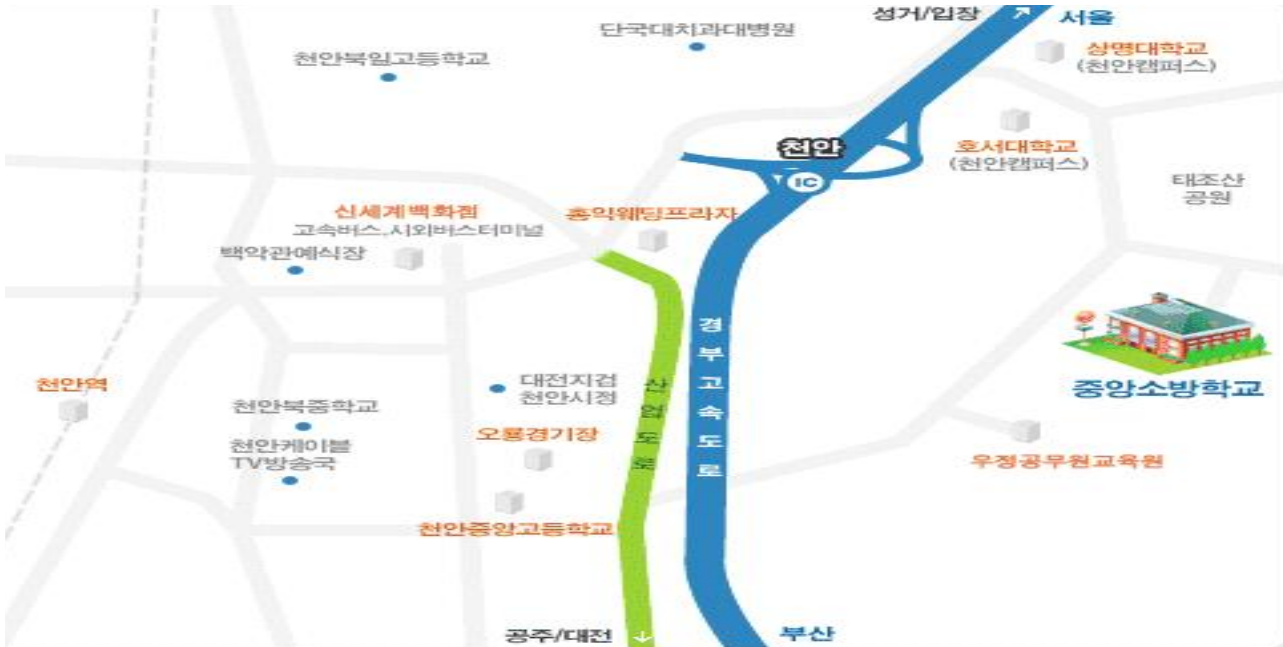 성거/입장
서울
단국대치과대병원
천안북일고등학교
상명대학교
(천안캠퍼스)
천안
IC
호서대학교
(천안캠퍼스)
태조산
공원
신세계백화점
고속버스,시외버스터미널
홍익웨딩프라자
백악관예식장
경부고속도로
산업도로
천안역
대전지검
천안시청
중앙소방학교
천안북중학교
천안케이블
TV방송국
오룡경기장
우정공무원교육원
천안중앙고등학교
공주/대전
부산